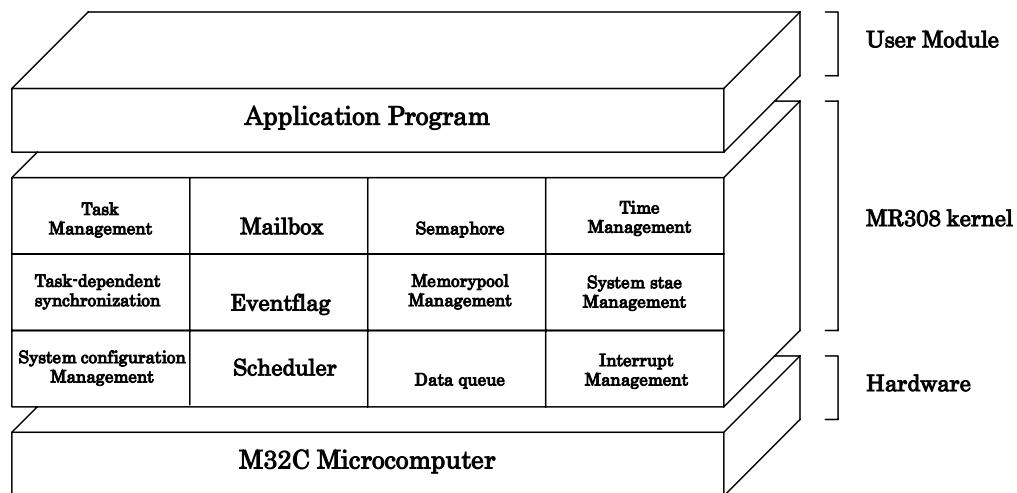 User Module
Application Program
MR308 kernel
Task
Management
Mailbox
Semaphore
Time
Management
Task-dependent
synchronization
Eventflag
Memorypool
Management
System stae
Management
System configuration
Management
Scheduler
Data queue
Interrupt
Management
Hardware
M32C Microcomputer